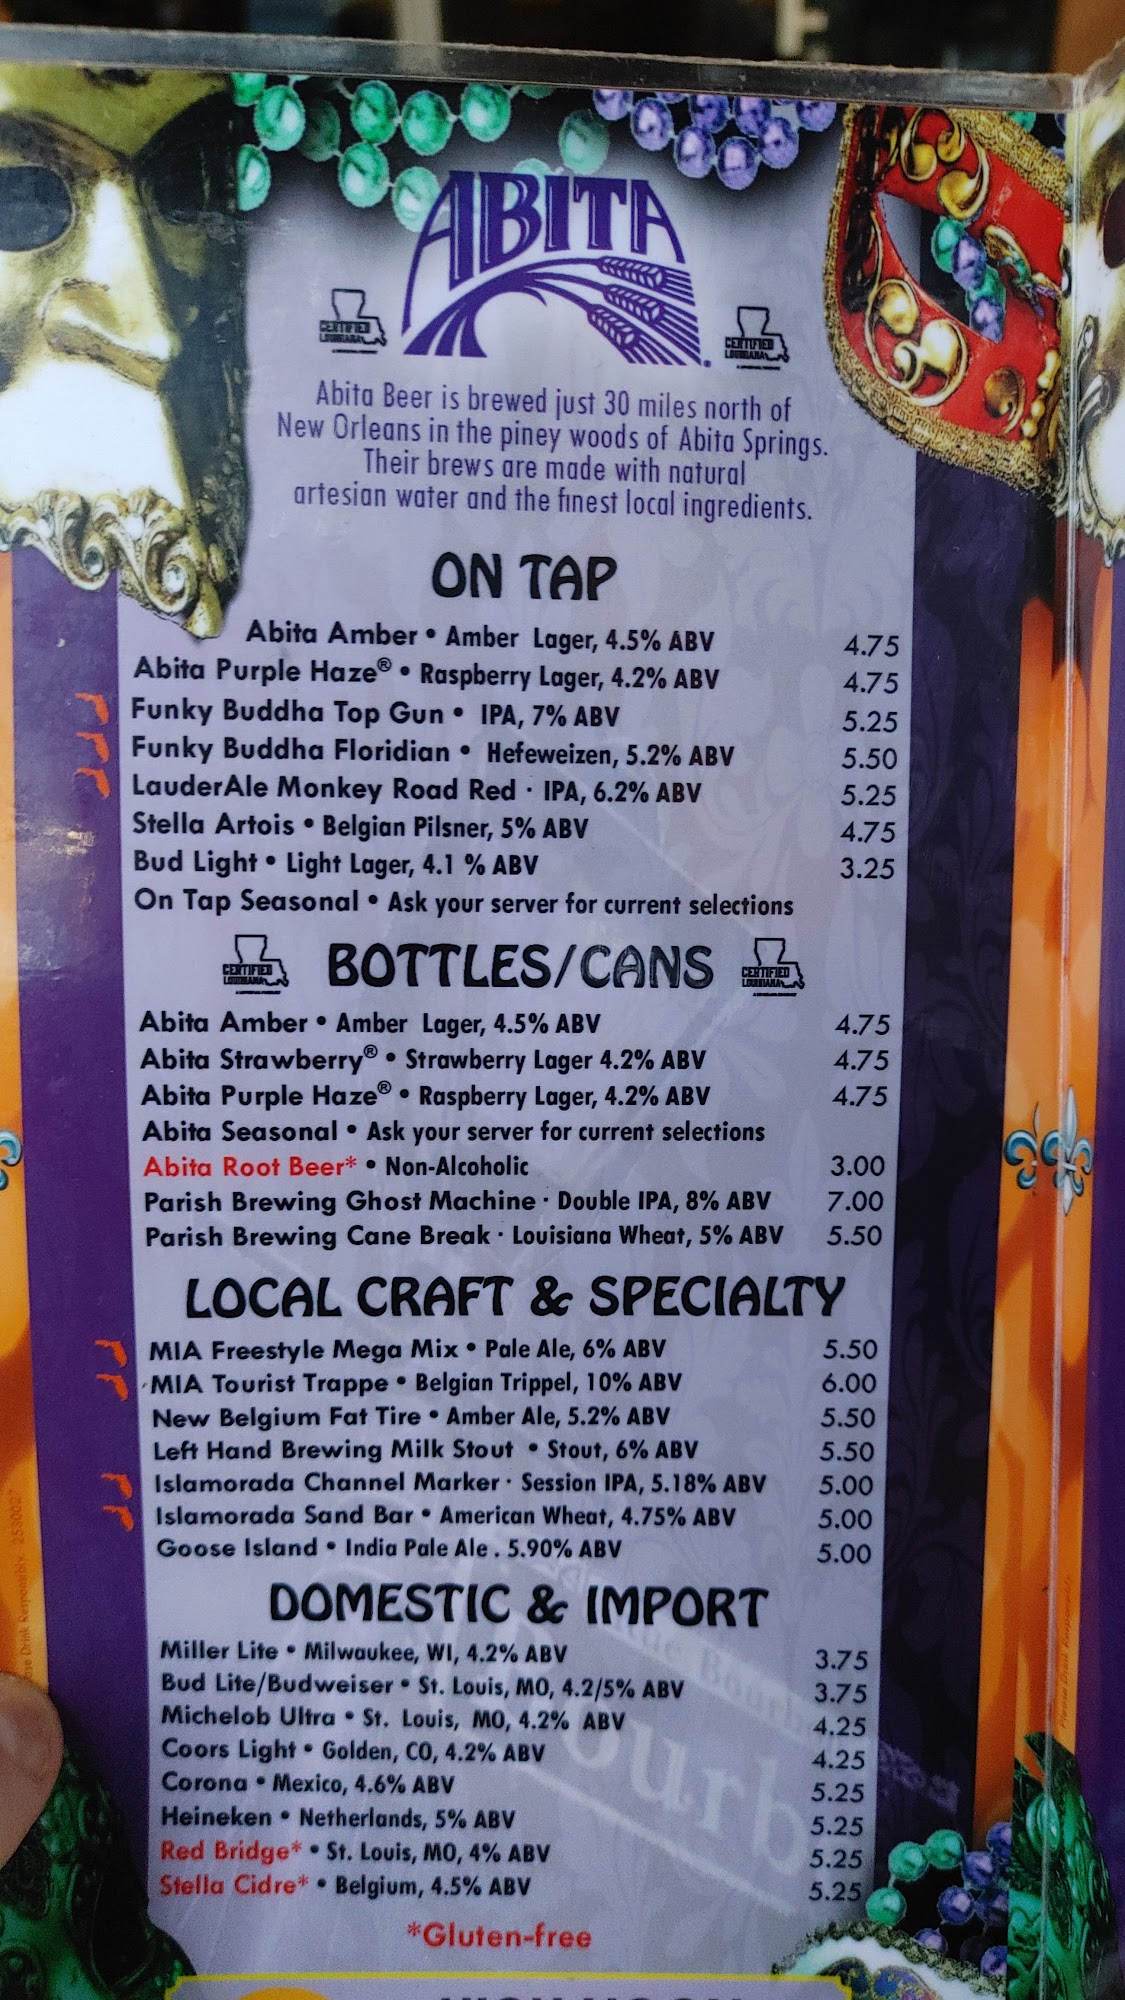 ABITA
CERTIFIED
LOUISIANA
CERTIFIED
LOUISIANA
Abita Beer is brewed just 30 miles north of
New Orleans in the piney woods of Abita Springs.
Their brews are made with natural
artesian water and the finest local ingredients.
ON TAP
Abita Amber • Amber Lager, 4.5% ABV 4.75
Abita Purple Haze® • Raspberry Lager, 4.2% ABV 4.75
Funky Buddha Top Gun • IPA, 7% ABV 5.25
Funky Buddha Floridian • Hefeweizen, 5.2% ABV 5.50
LauderAle Monkey Road Red · IPA, 6.2% ABV 5.25
Stella Artois • Belgian Pilsner, 5% ABV 4.75
Bud Light • Light Lager, 4.1 % ABV 3.25
On Tap Seasonal • Ask your server for current selections
CERTIFIED
LOUISIANA
BOTTLES/CANS
CERTIFIED
LOUISIANA
Abita Amber • Amber Lager, 4.5% ABV 4.75
Abita Strawberry® • Strawberry Lager 4.2% ABV 4.75
Abita Purple Haze® • Raspberry Lager, 4.2% ABV 4.75
Abita Seasonal • Ask your server for current selections
Abita Root Beer* • Non-Alcoholic 3.00
Parish Brewing Ghost Machine · Double IPA, 8% ABV 7.00
Parish Brewing Cane Break · Louisiana Wheat, 5% ABV 5.50
LOCAL CRAFT & SPECIALTY
MIA Freestyle Mega Mix • Pale Ale, 6% ABV 5.50
MIA Tourist Trappe • Belgian Trippel, 10% ABV 6.00
New Belgium Fat Tire • Amber Ale, 5.2% ABV 5.50
Left Hand Brewing Milk Stout • Stout, 6% ABV 5.50
Islamorada Channel Marker · Session IPA, 5.18% ABV 5.00
Islamorada Sand Bar • American Wheat, 4.75% ABV 5.00
Goose Island • India Pale Ale . 5.90% ABV 5.00
DOMESTIC & IMPORT
Miller Lite • Milwaukee, WI, 4.2% ABV 3.75
Bud Lite/Budweiser • St. Louis, MO, 4.2/5% ABV 3.75
Michelob Ultra • St. Louis, MO, 4.2% ABV 4.25
Coors Light • Golden, CO, 4.2% ABV 4.25
Corona • Mexico, 4.6% ABV 5.25
Heineken • Netherlands, 5% ABV 5.25
Red Bridge* • St. Louis, MO, 4% ABV 5.25
Stella Cidre* • Belgium, 4.5% ABV 5.25
*Gluten-free
Drink Responsibly. 2530027
Please Drink Responsibly